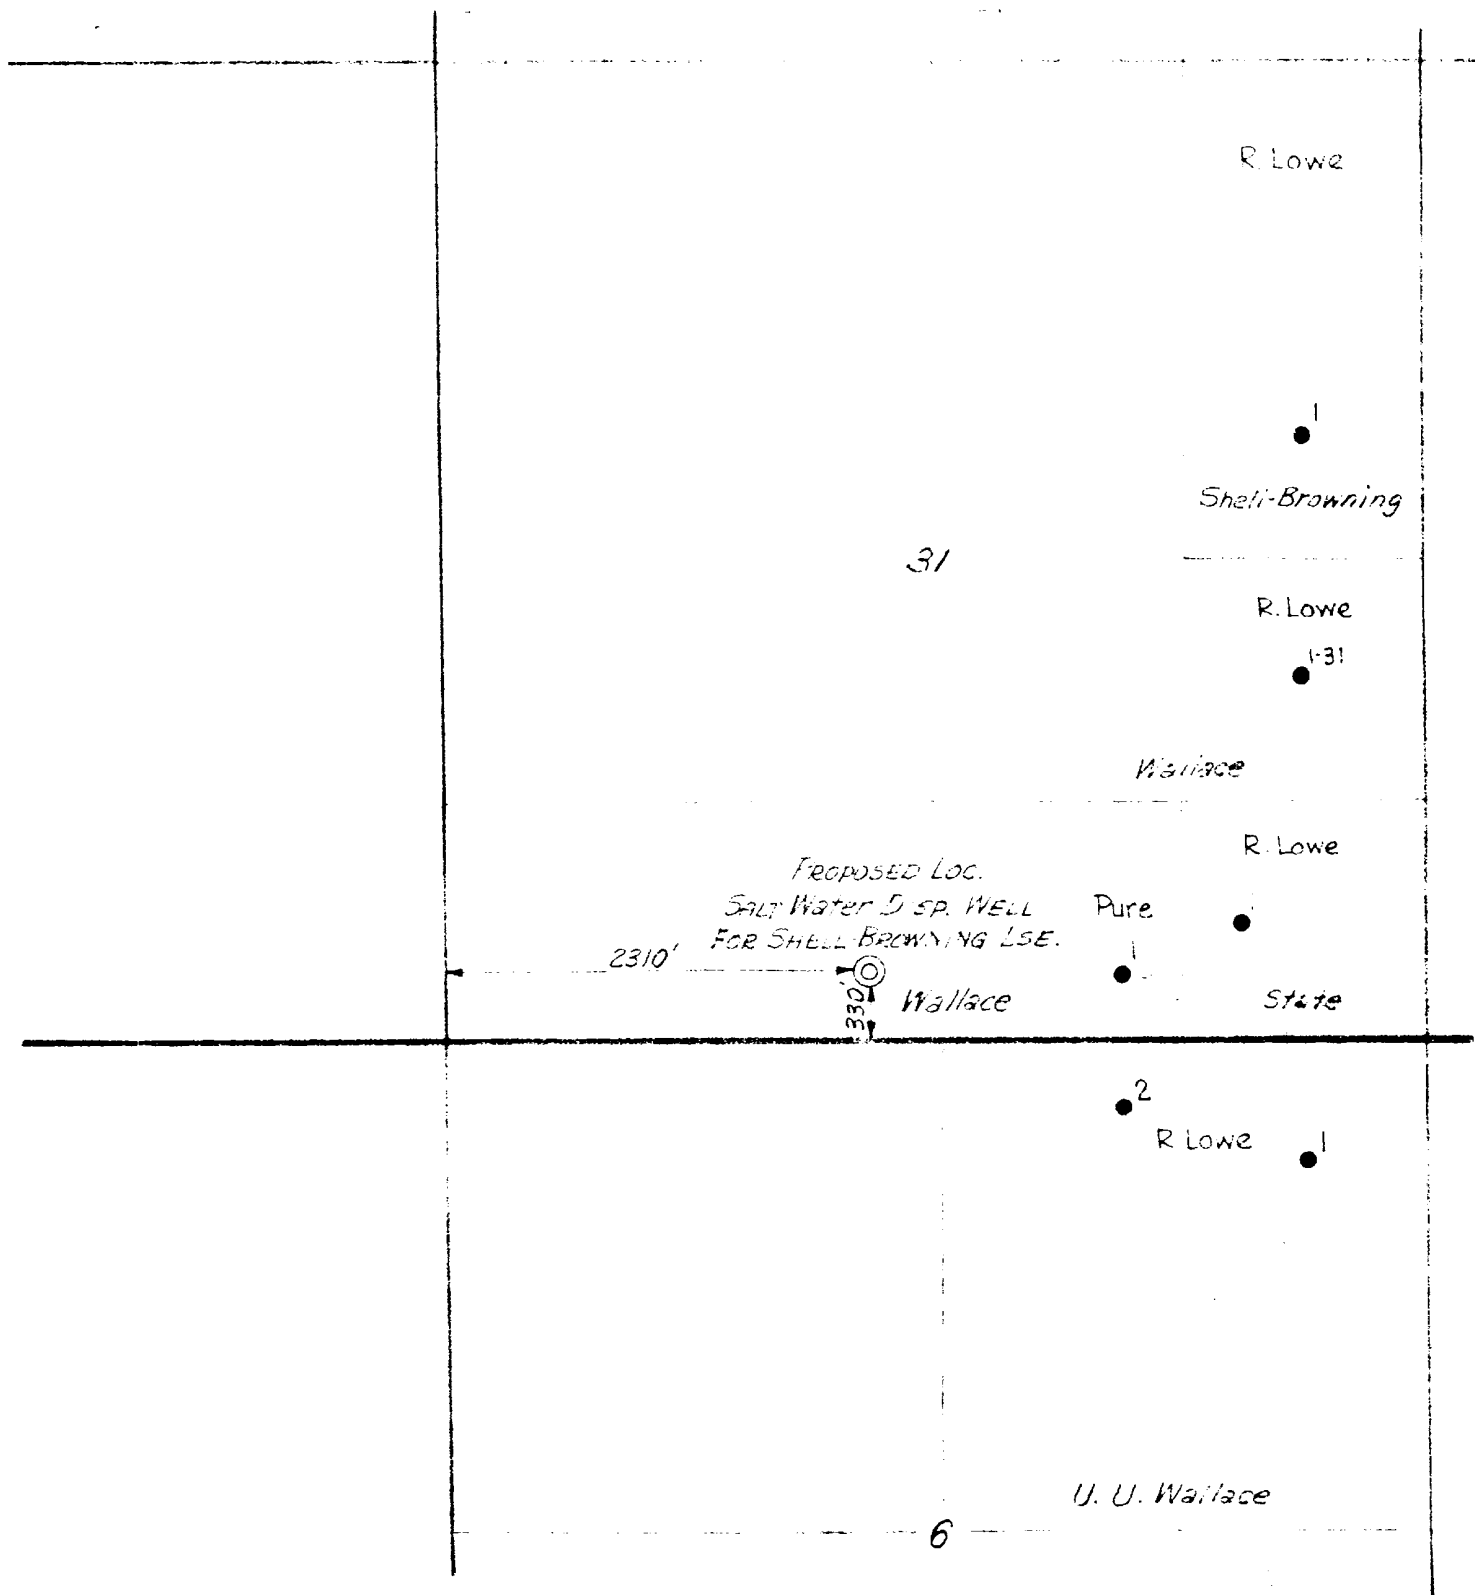 R. Lowe
1
Shell-Browning
31
R. Lowe
1-31
Wallace
R. Lowe
PROPOSED LOC.
SALT Water DISP. WELL
FOR SHELL-BROWNING LSE.
Pure
1
2310'
330'
Wallace
State
2
R Lowe
1
U. U. Wallace
6